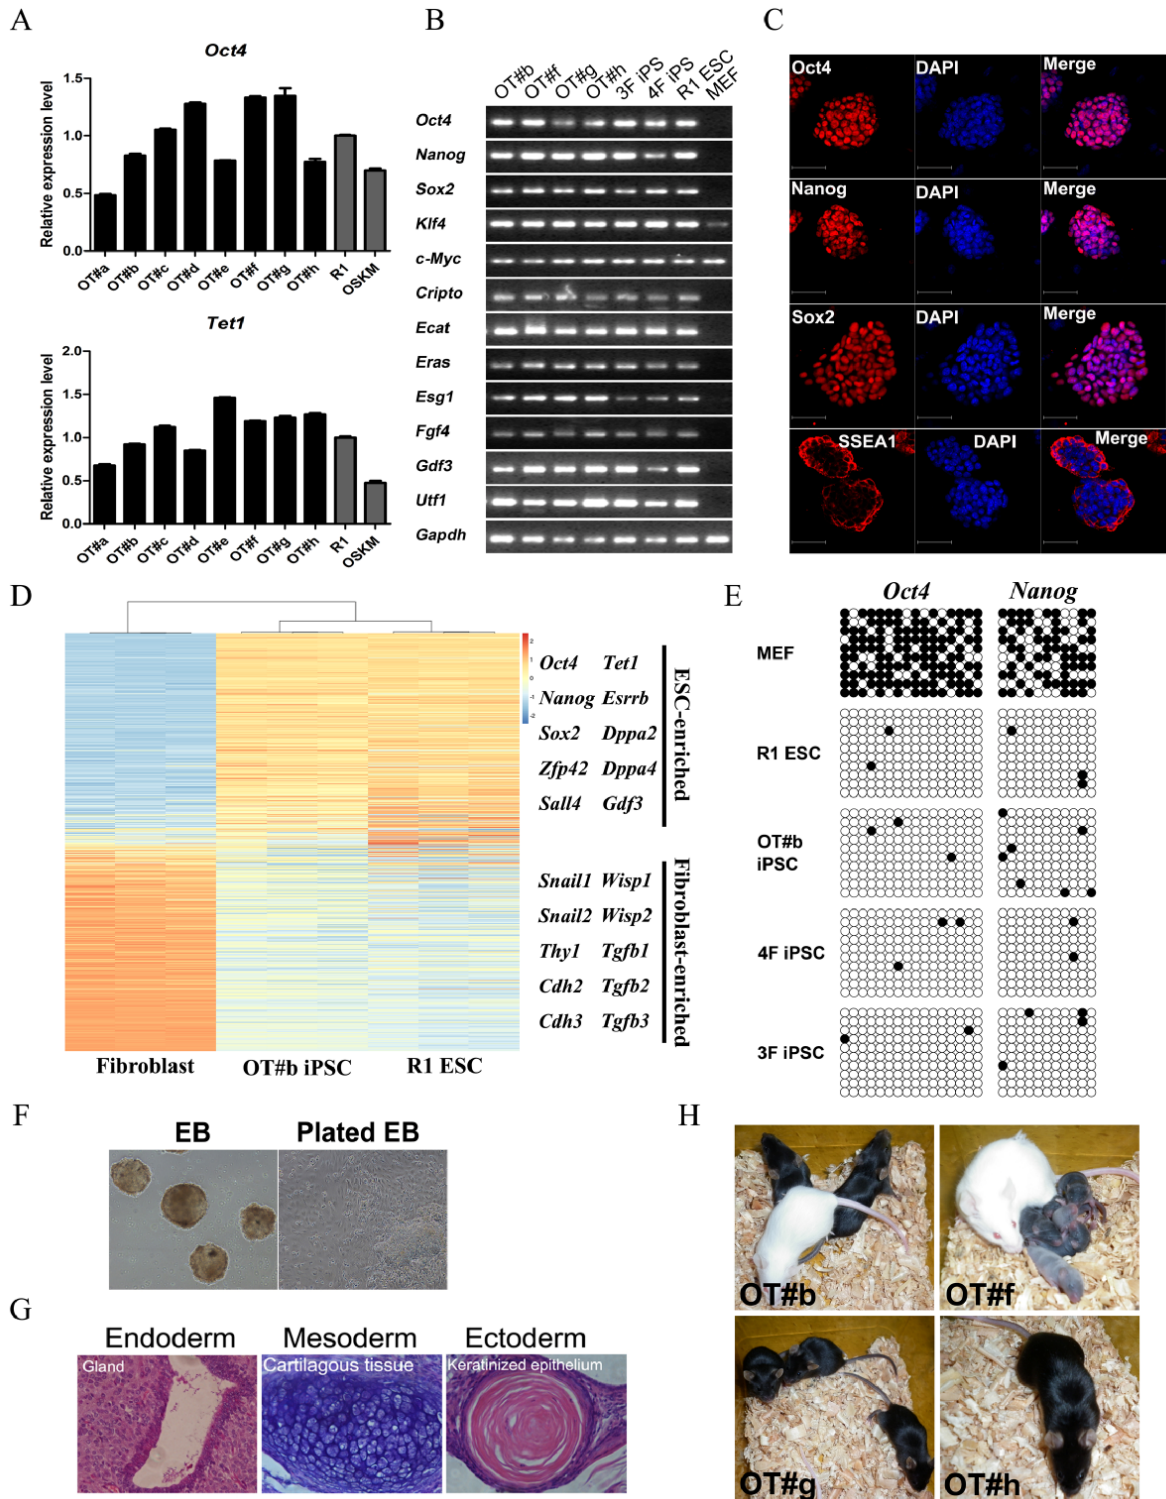 A
Oct4
Relative expression level
1.5
1.0
0.5
0.0
OT#a
OT#b
OT#c
OT#d
OT#e
OT#f
OT#g
OT#h
R1
OSKM
Tet1
Relative expression level
2.0
1.5
1.0
0.5
0.0
OT#a
OT#b
OT#c
OT#d
OT#e
OT#f
OT#g
OT#h
R1
OSKM
B
OT#b
OT#f
OT#g
OT#h
3F iPS
4F iPS
R1 ESC
MEF
Oct4
Nanog
Sox2
Klf4
c-Myc
Cripto
Ecat
Eras
Esg1
Fgf4
Gdf3
Utf1
Gapdh
C
Oct4 DAPI Merge
Nanog DAPI Merge
Sox2 DAPI Merge
SSEA1 DAPI Merge
D
2
1
0
-1
-2
Oct4 Tet1
Nanog Esrrb
Sox2 Dppa2
Zfp42 Dppa4
Sall4 Gdf3
ESC-enriched
Snail1 Wisp1
Snail2 Wisp2
Thy1 Tgfb1
Cdh2 Tgfb2
Cdh3 Tgfb3
Fibroblast-enriched
Fibroblast OT#b iPSC R1 ESC
E
Oct4 Nanog
MEF
R1 ESC
OT#b
iPSC
4F iPSC
3F iPSC
F
EB Plated EB
G
Endoderm Mesoderm Ectoderm
Gland Cartilagous tissue Keratinized epithelium
H
OT#b OT#f
OT#g OT#h